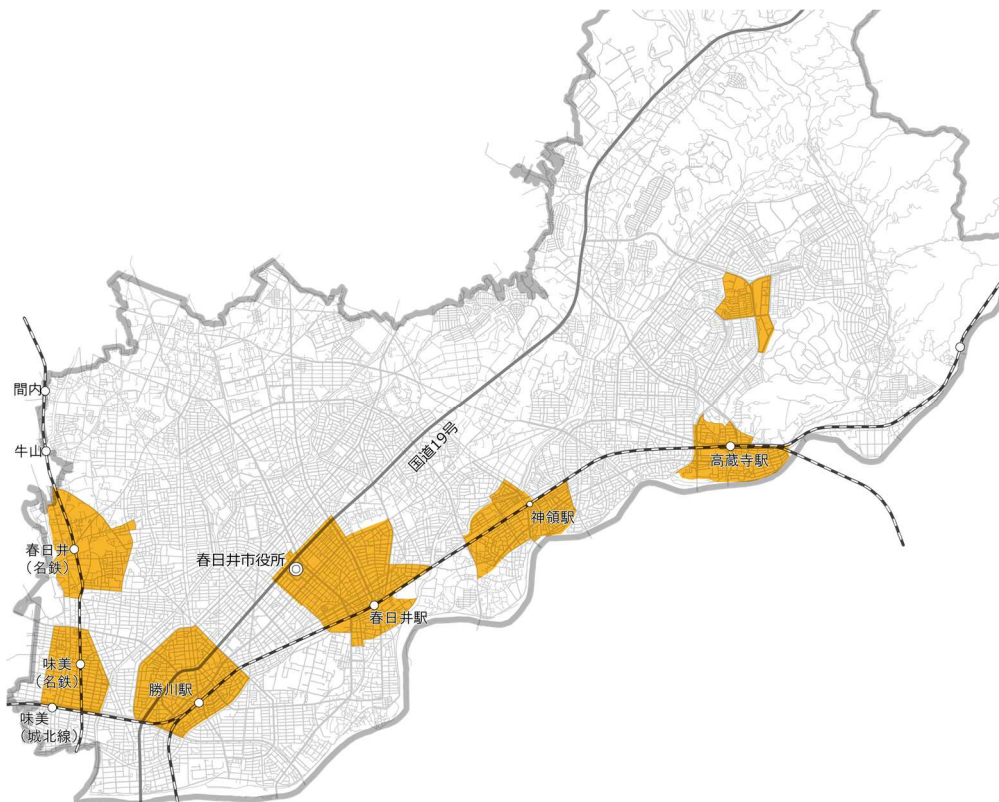 間内
牛山
国道19号
高蔵寺駅
神領駅
春日井
（名鉄）
春日井市役所
春日井駅
味美
（名鉄）
勝川駅
味美
（城北線）